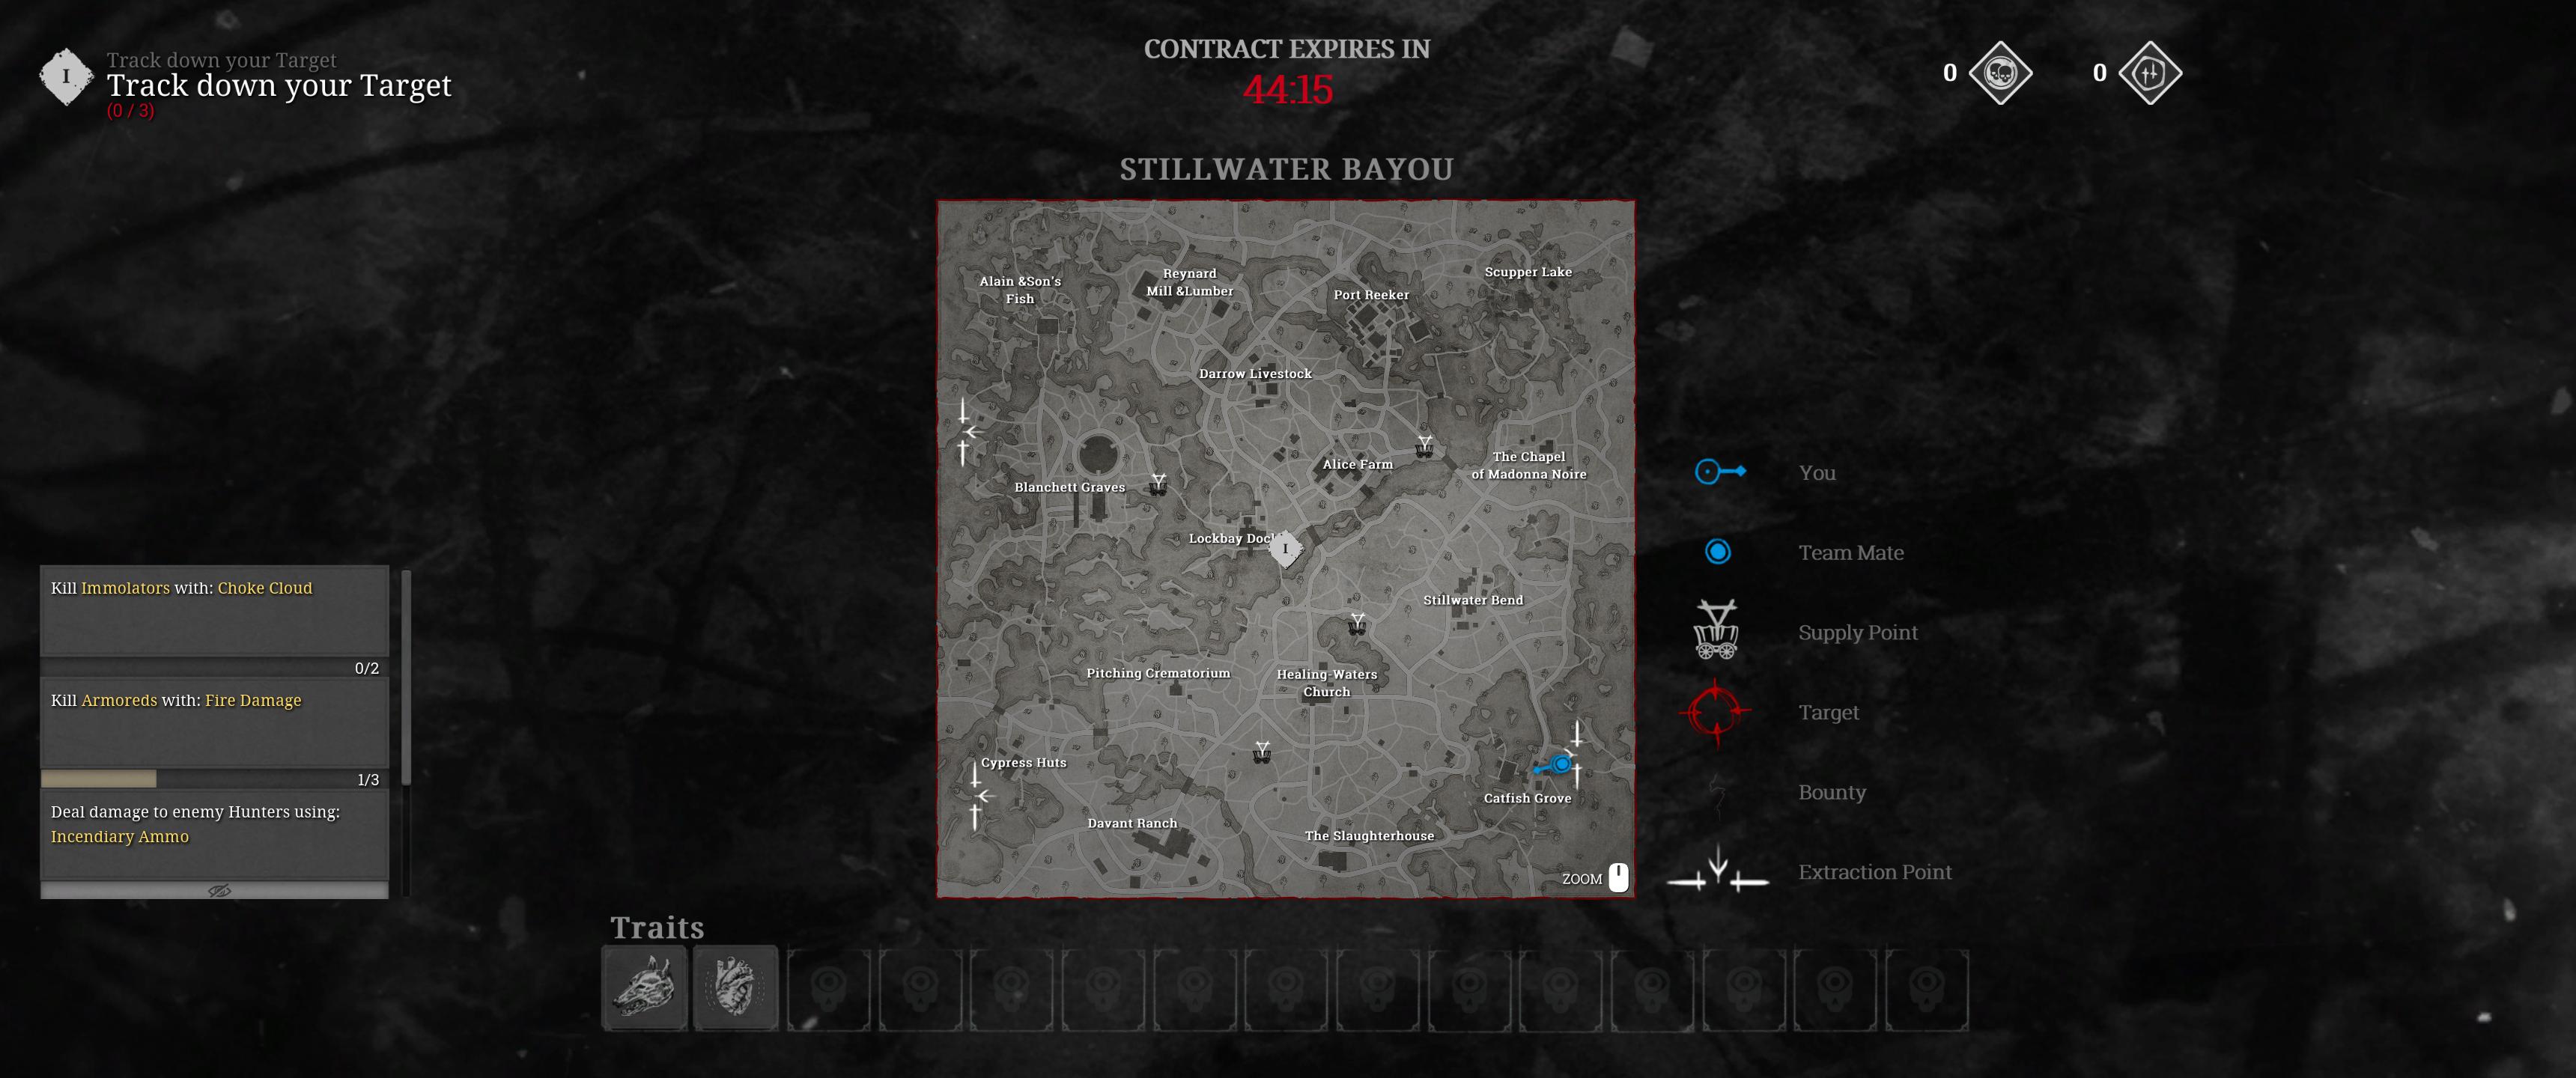 Track down your Target
I
Track down your Target
(0 / 3)
CONTRACT EXPIRES IN
44:15
0
0
STILLWATER BAYOU
Alain &Son's
Fish
Reynard
Mill &Lumber
Port Reeker
Scupper Lake
Darrow Livestock
Alice Farm
The Chapel
of Madonna Noire
Blanchett Graves
Lockbay Dock
I
Stillwater Bend
Pitching Crematorium
Healing-Waters
Church
Cypress Huts
Catfish Grove
Davant Ranch
The Slaughterhouse
ZOOM
You
Team Mate
Supply Point
Target
Bounty
Extraction Point
Kill Immolators with: Choke Cloud
0/2
Kill Armoreds with: Fire Damage
1/3
Deal damage to enemy Hunters using:
Incendiary Ammo
Traits